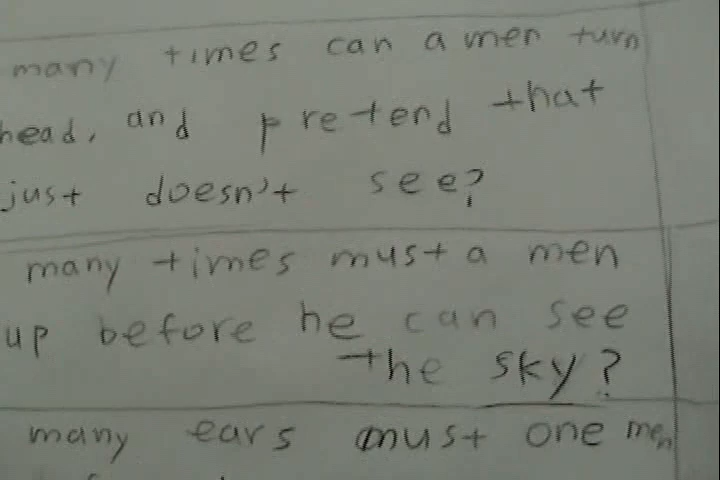 many times can a men turn
head, and pretend that
just doesn't see?
many times must a men
up before he can see
the sky?
many ears must one men